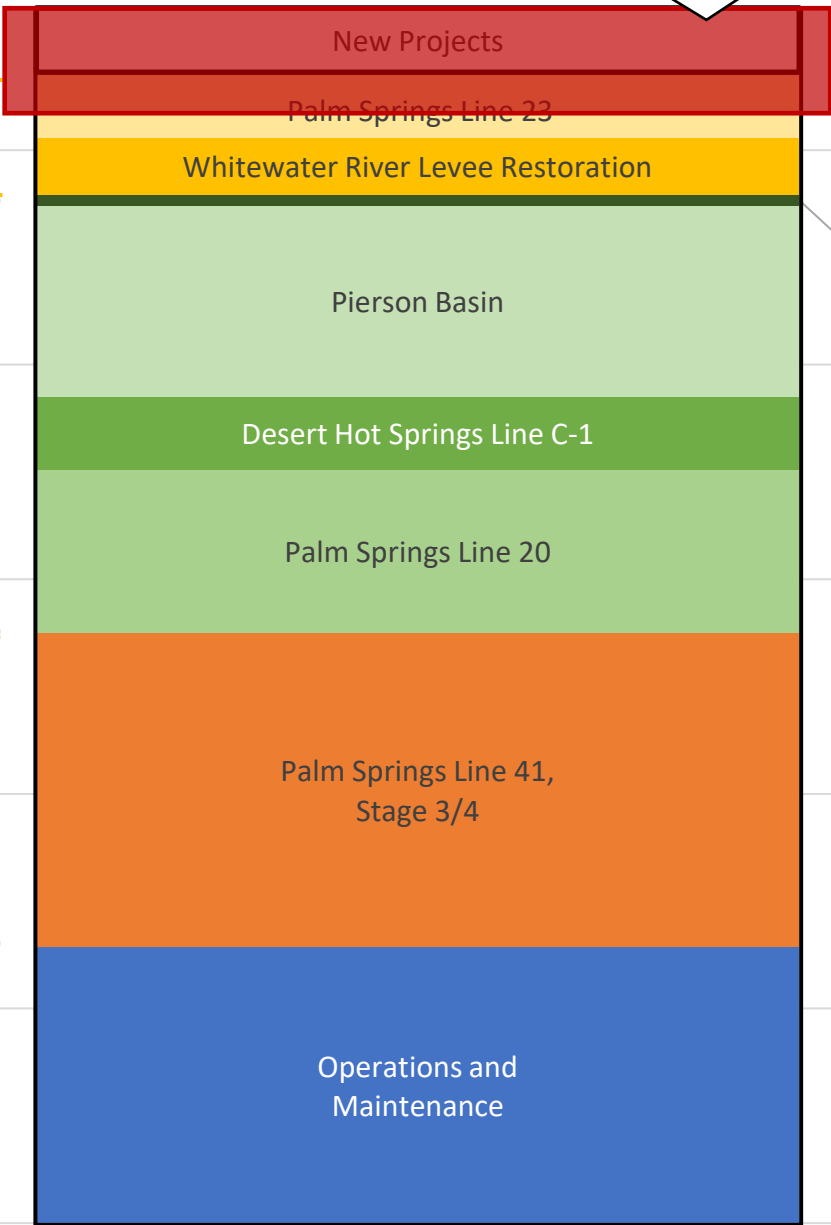 New Projects
Palm Springs Line 23
Whitewater River Levee Restoration
Pierson Basin
Desert Hot Springs Line C-1
Palm Springs Line 20
Palm Springs Line 41,
Stage 3/4
Operations and
Maintenance